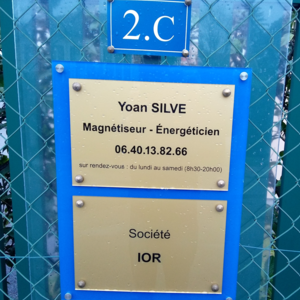 2.C
Yoan SILVE
Magnétiseur - Énergéticien
06.40.13.82.66
sur rendez-vous : du lundi au samedi (8h30-20h00)
Société
IOR